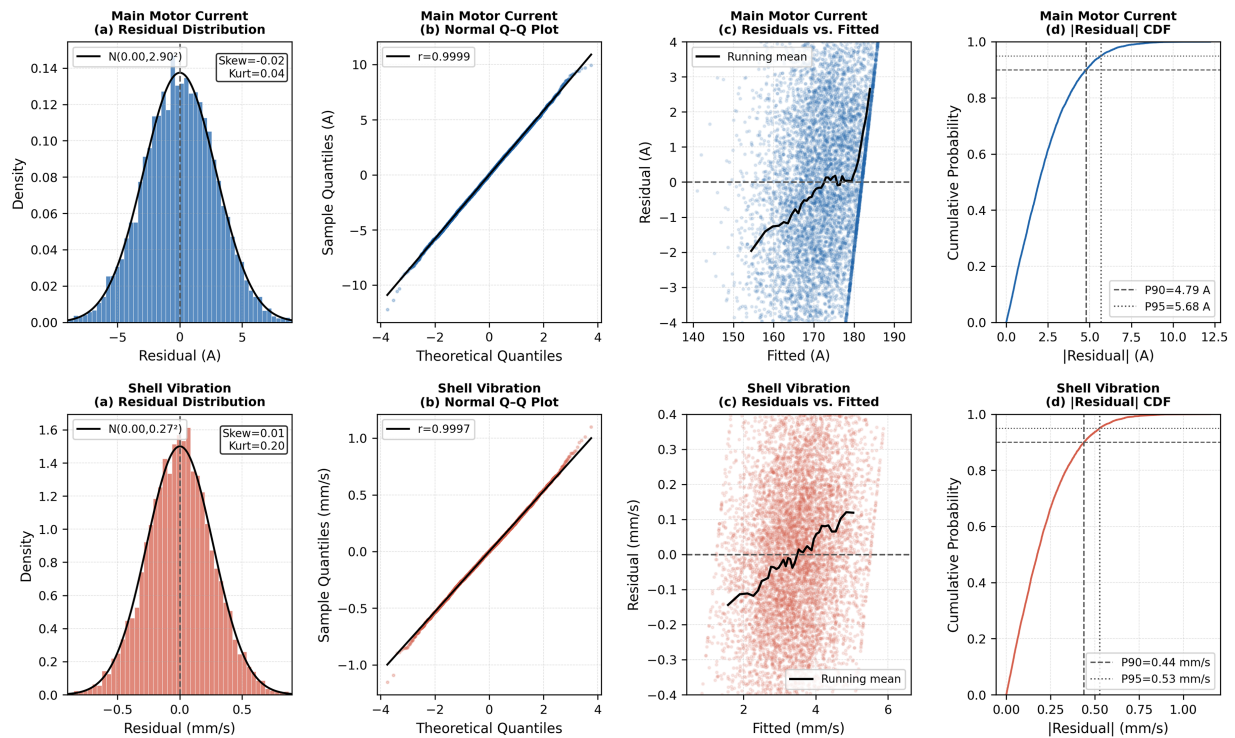 Main Motor Current
(a) Residual Distribution
N(0.00,2.90²)
Skew=-0.02
Kurt=0.04
Density
0.14
0.12
0.10
0.08
0.06
0.04
0.02
0.00
−5
0
5
Residual (A)
Main Motor Current
(b) Normal Q–Q Plot
r=0.9999
Sample Quantiles (A)
10
5
0
−5
−10
−4
−2
0
2
4
Theoretical Quantiles
Main Motor Current
(c) Residuals vs. Fitted
Running mean
Residual (A)
4
3
2
1
0
−1
−2
−3
−4
140
150
160
170
180
190
Fitted (A)
Main Motor Current
(d) |Residual| CDF
Cumulative Probability
1.0
0.8
0.6
0.4
0.2
0.0
P90=4.79 A
P95=5.68 A
0.0
2.5
5.0
7.5
10.0
12.5
|Residual| (A)
Shell Vibration
(a) Residual Distribution
N(0.00,0.27²)
Skew=0.01
Kurt=0.20
Density
1.6
1.4
1.2
1.0
0.8
0.6
0.4
0.2
0.0
−0.5
0.0
0.5
Residual (mm/s)
Shell Vibration
(b) Normal Q–Q Plot
r=0.9997
Sample Quantiles (mm/s)
1.0
0.5
0.0
−0.5
−1.0
−4
−2
0
2
4
Theoretical Quantiles
Shell Vibration
(c) Residuals vs. Fitted
Residual (mm/s)
0.4
0.3
0.2
0.1
0.0
−0.1
−0.2
−0.3
−0.4
Running mean
2
4
6
Fitted (mm/s)
Shell Vibration
(d) |Residual| CDF
Cumulative Probability
1.0
0.8
0.6
0.4
0.2
0.0
P90=0.44 mm/s
P95=0.53 mm/s
0.00
0.25
0.50
0.75
1.00
|Residual| (mm/s)